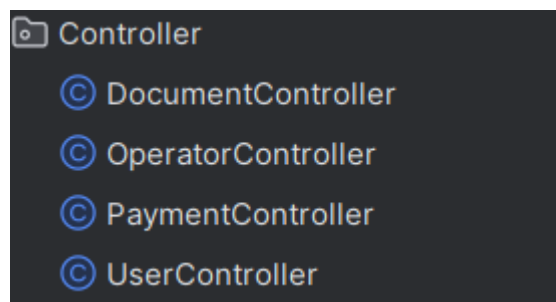 Controller
C DocumentController
C OperatorController
C PaymentController
C UserController